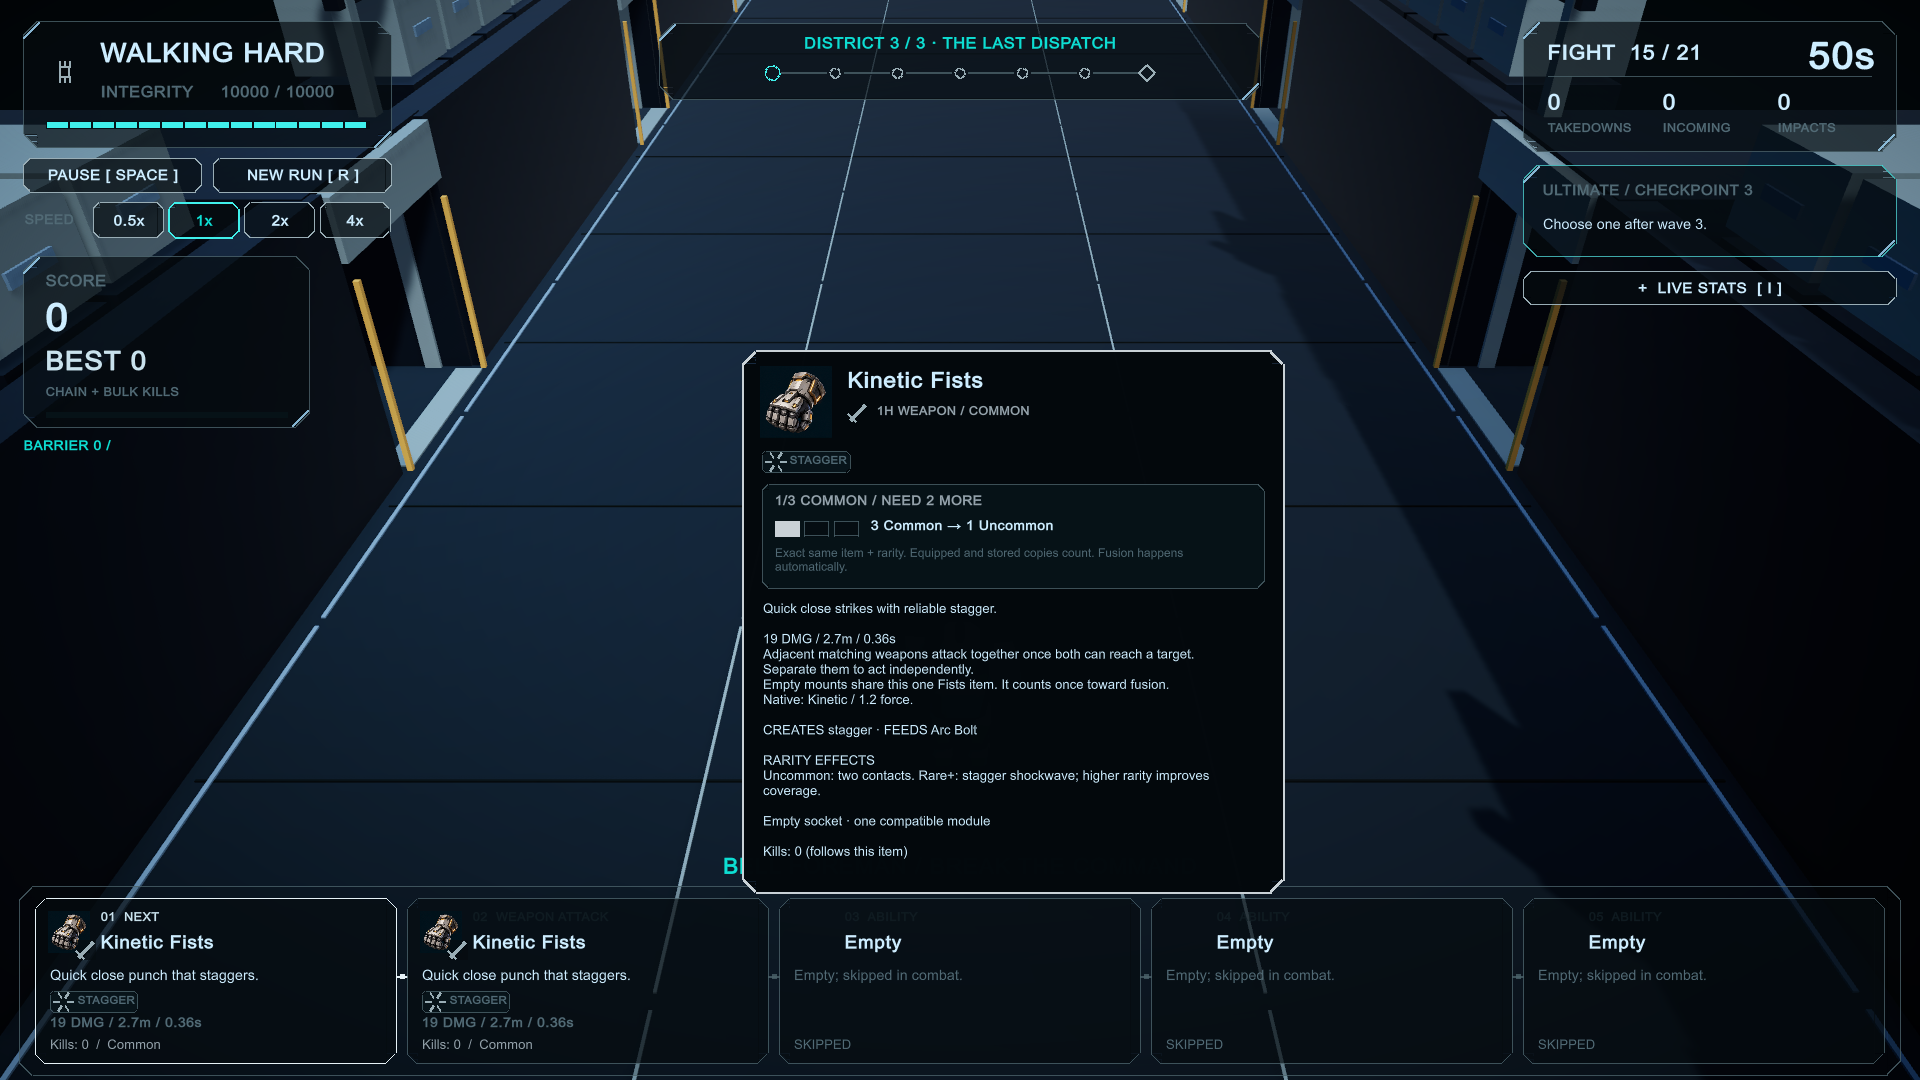 WALKING HARD
INTEGRITY 10000 / 10000
PAUSE [ SPACE ]
NEW RUN [ R ]
SPEED
0.5x
1x
2x
4x
SCORE
0
BEST 0
CHAIN + BULK KILLS
BARRIER 0 /
DISTRICT 3 / 3 · THE LAST DISPATCH
FIGHT 15 / 21
50s
0
0
0
TAKEDOWNS
INCOMING
IMPACTS
ULTIMATE / CHECKPOINT 3
Choose one after wave 3.
+ LIVE STATS [ I ]
Kinetic Fists
1H WEAPON / COMMON
STAGGER
1/3 COMMON / NEED 2 MORE
3 Common → 1 Uncommon
Exact same item + rarity. Equipped and stored copies count. Fusion happens
automatically.
Quick close strikes with reliable stagger.
19 DMG / 2.7m / 0.36s
Adjacent matching weapons attack together once both can reach a target.
Separate them to act independently.
Empty mounts share this one Fists item. It counts once toward fusion.
Native: Kinetic / 1.2 force.
CREATES stagger · FEEDS Arc Bolt
RARITY EFFECTS
Uncommon: two contacts. Rare+: stagger shockwave; higher rarity improves
coverage.
Empty socket · one compatible module
Kills: 0 (follows this item)
01 NEXT
Kinetic Fists
Quick close punch that staggers.
STAGGER
19 DMG / 2.7m / 0.36s
Kills: 0 / Common
02 WEAPON ATTACK
Kinetic Fists
Quick close punch that staggers.
STAGGER
19 DMG / 2.7m / 0.36s
Kills: 0 / Common
03 ABILITY
Empty
Empty; skipped in combat.
SKIPPED
04 ABILITY
Empty
Empty; skipped in combat.
SKIPPED
05 ABILITY
Empty
Empty; skipped in combat.
SKIPPED